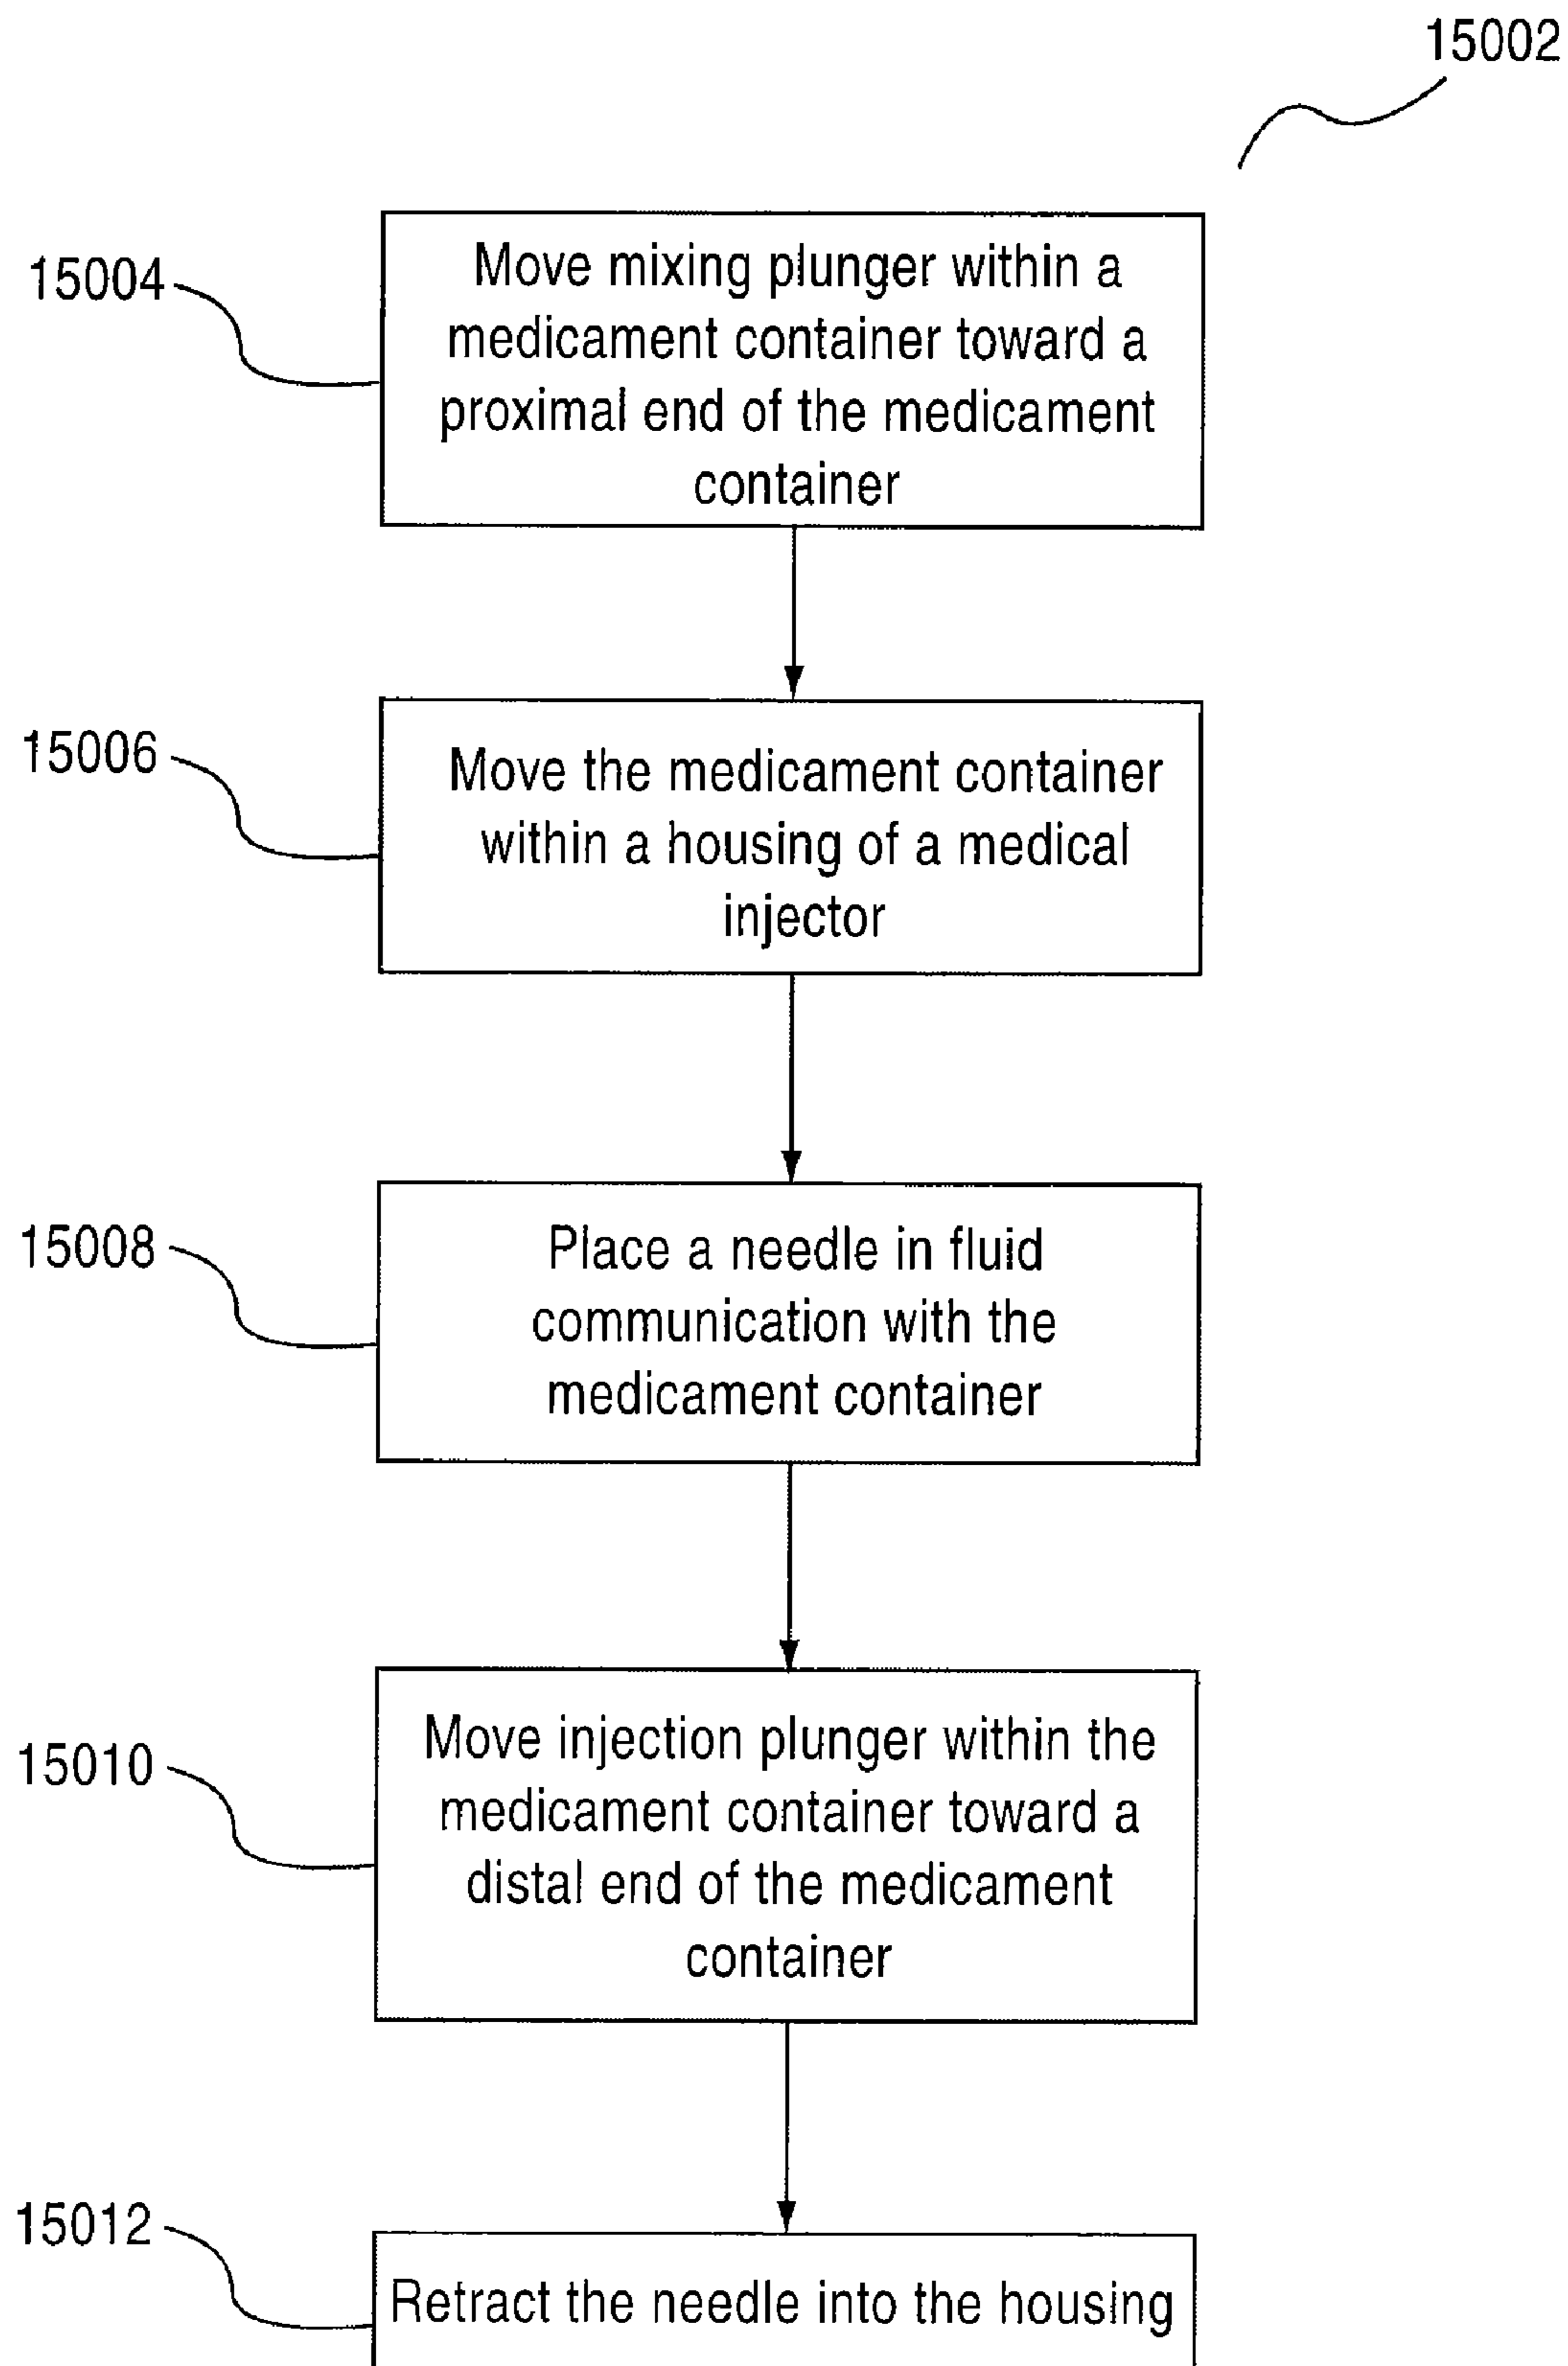 15002
15004
Move mixing plunger within a
medicament container toward a
proximal end of the medicament
container
15006
Move the medicament container
within a housing of a medical
injector
15008
Place a needle in fluid
communication with the
medicament container
15010
Move injection plunger within the
medicament container toward a
distal end of the medicament
container
15012
Retract the needle into the housing